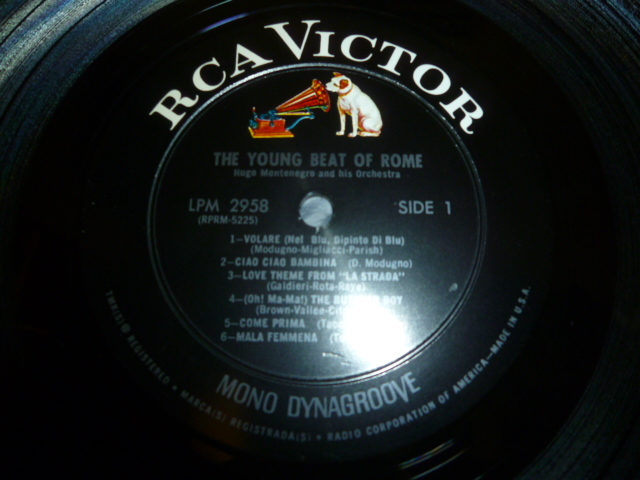 RCA VICTOR
THE YOUNG BEAT OF ROME
Hugo Montenegro and his Orchestra
LPM 2958 SIDE 1
(RPRM-5225)
1—VOLARE (Nel Blu, Dipinto Di Blu)
(Modugno-Migliacci-Parish)
2—CIAO CIAO BAMBINA (D. Modugno)
3—LOVE THEME FROM "LA STRADA"
(Galdieri-Rota-Raye)
4—(Oh! Ma-Ma!) THE BOY
(Brown-Vallee-
5—COME PRIMA
6—MALA FEMMENA
MONO DYNAGROOVE
TMK(S) ® REGISTERED • MARCA(S) REGISTRADA(S) • RADIO CORPORATION OF AMERICA—MADE IN U.S.A.